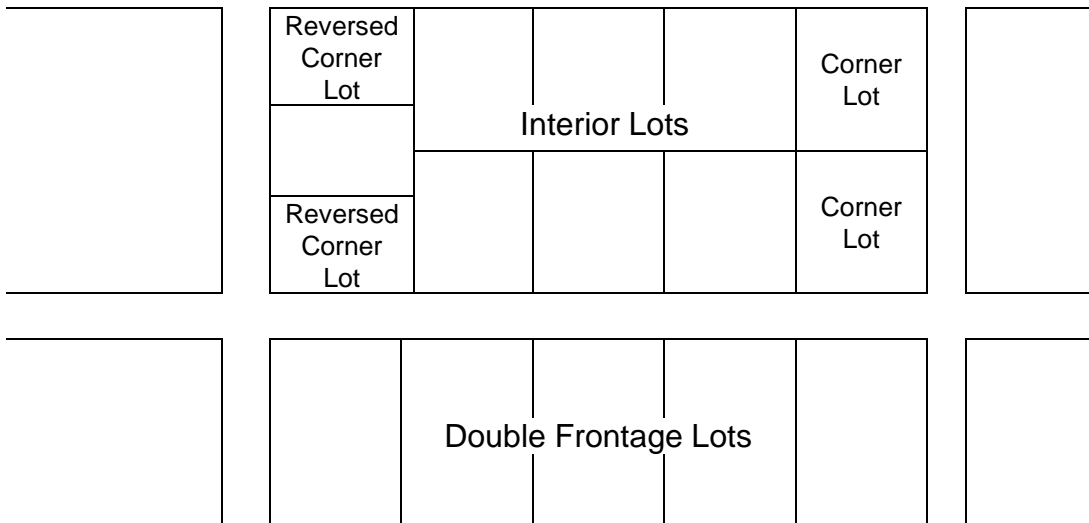 Reversed
Corner
Lot
Corner
Lot
Interior Lots
Reversed
Corner
Lot
Corner
Lot
Double Frontage Lots